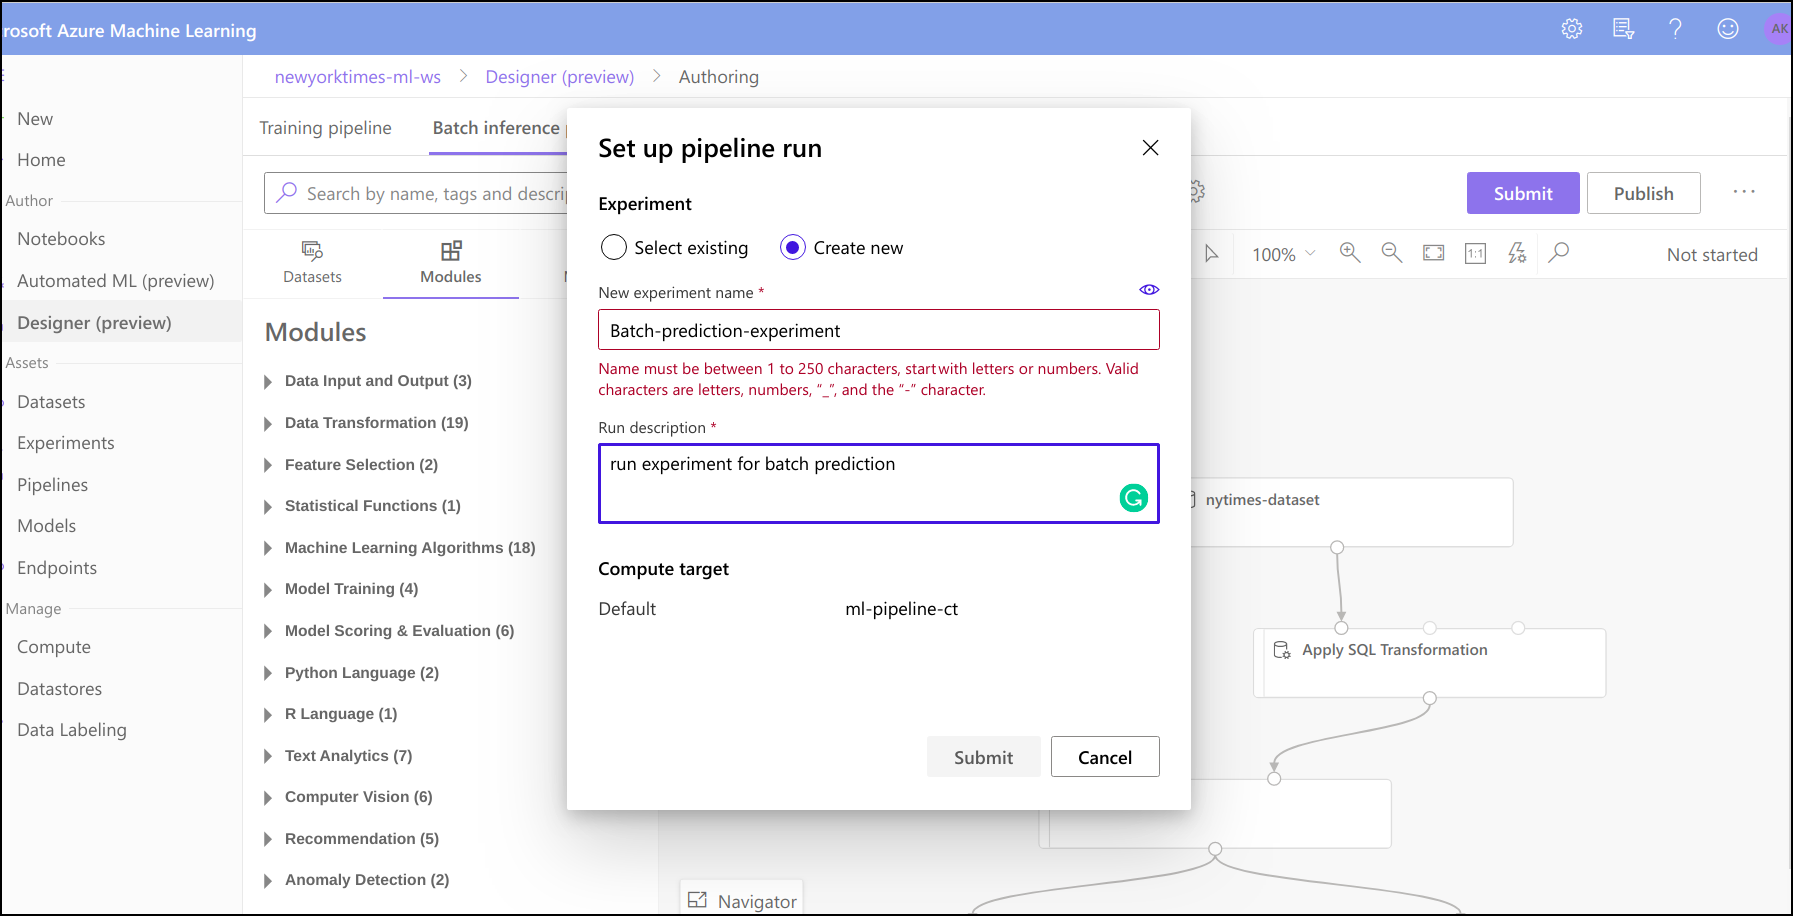 rosoft Azure Machine Learning
AK
newyorktimes-ml-ws > Designer (preview) > Authoring
New
Home
Author
Notebooks
Automated ML (preview)
Designer (preview)
Assets
Datasets
Experiments
Pipelines
Models
Endpoints
Manage
Compute
Datastores
Data Labeling
Training pipeline
Batch inference
Search by name, tags and descri
Datasets
Modules
Modules
Data Input and Output (3)
Data Transformation (19)
Feature Selection (2)
Statistical Functions (1)
Machine Learning Algorithms (18)
Model Training (4)
Model Scoring & Evaluation (6)
Python Language (2)
R Language (1)
Text Analytics (7)
Computer Vision (6)
Recommendation (5)
Anomaly Detection (2)
Set up pipeline run
Experiment
Select existing
Create new
New experiment name *
Batch-prediction-experiment
Name must be between 1 to 250 characters, start with letters or numbers. Valid
characters are letters, numbers, “_”, and the “-” character.
Run description *
run experiment for batch prediction
Compute target
Default
ml-pipeline-ct
Submit
Cancel
Submit
Publish
100%
1:1
Not started
nytimes-dataset
Apply SQL Transformation
Navigator